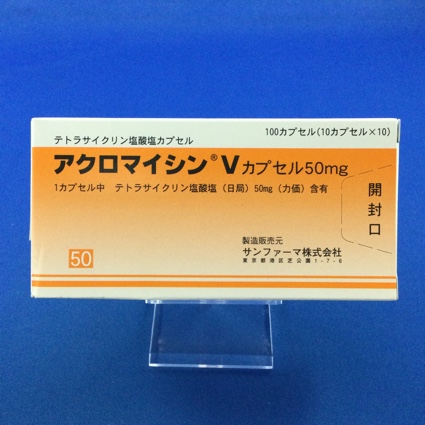 テトラサイクリン塩酸塩カプセル
100カプセル(10カプセル×10)
アクロマイシン®Vカプセル50mg
1カプセル中 テトラサイクリン塩酸塩(日局)50mg(力価)含有
開封口
製造販売元
サンファーマ株式会社
東京都港区芝公園1-7-6
50